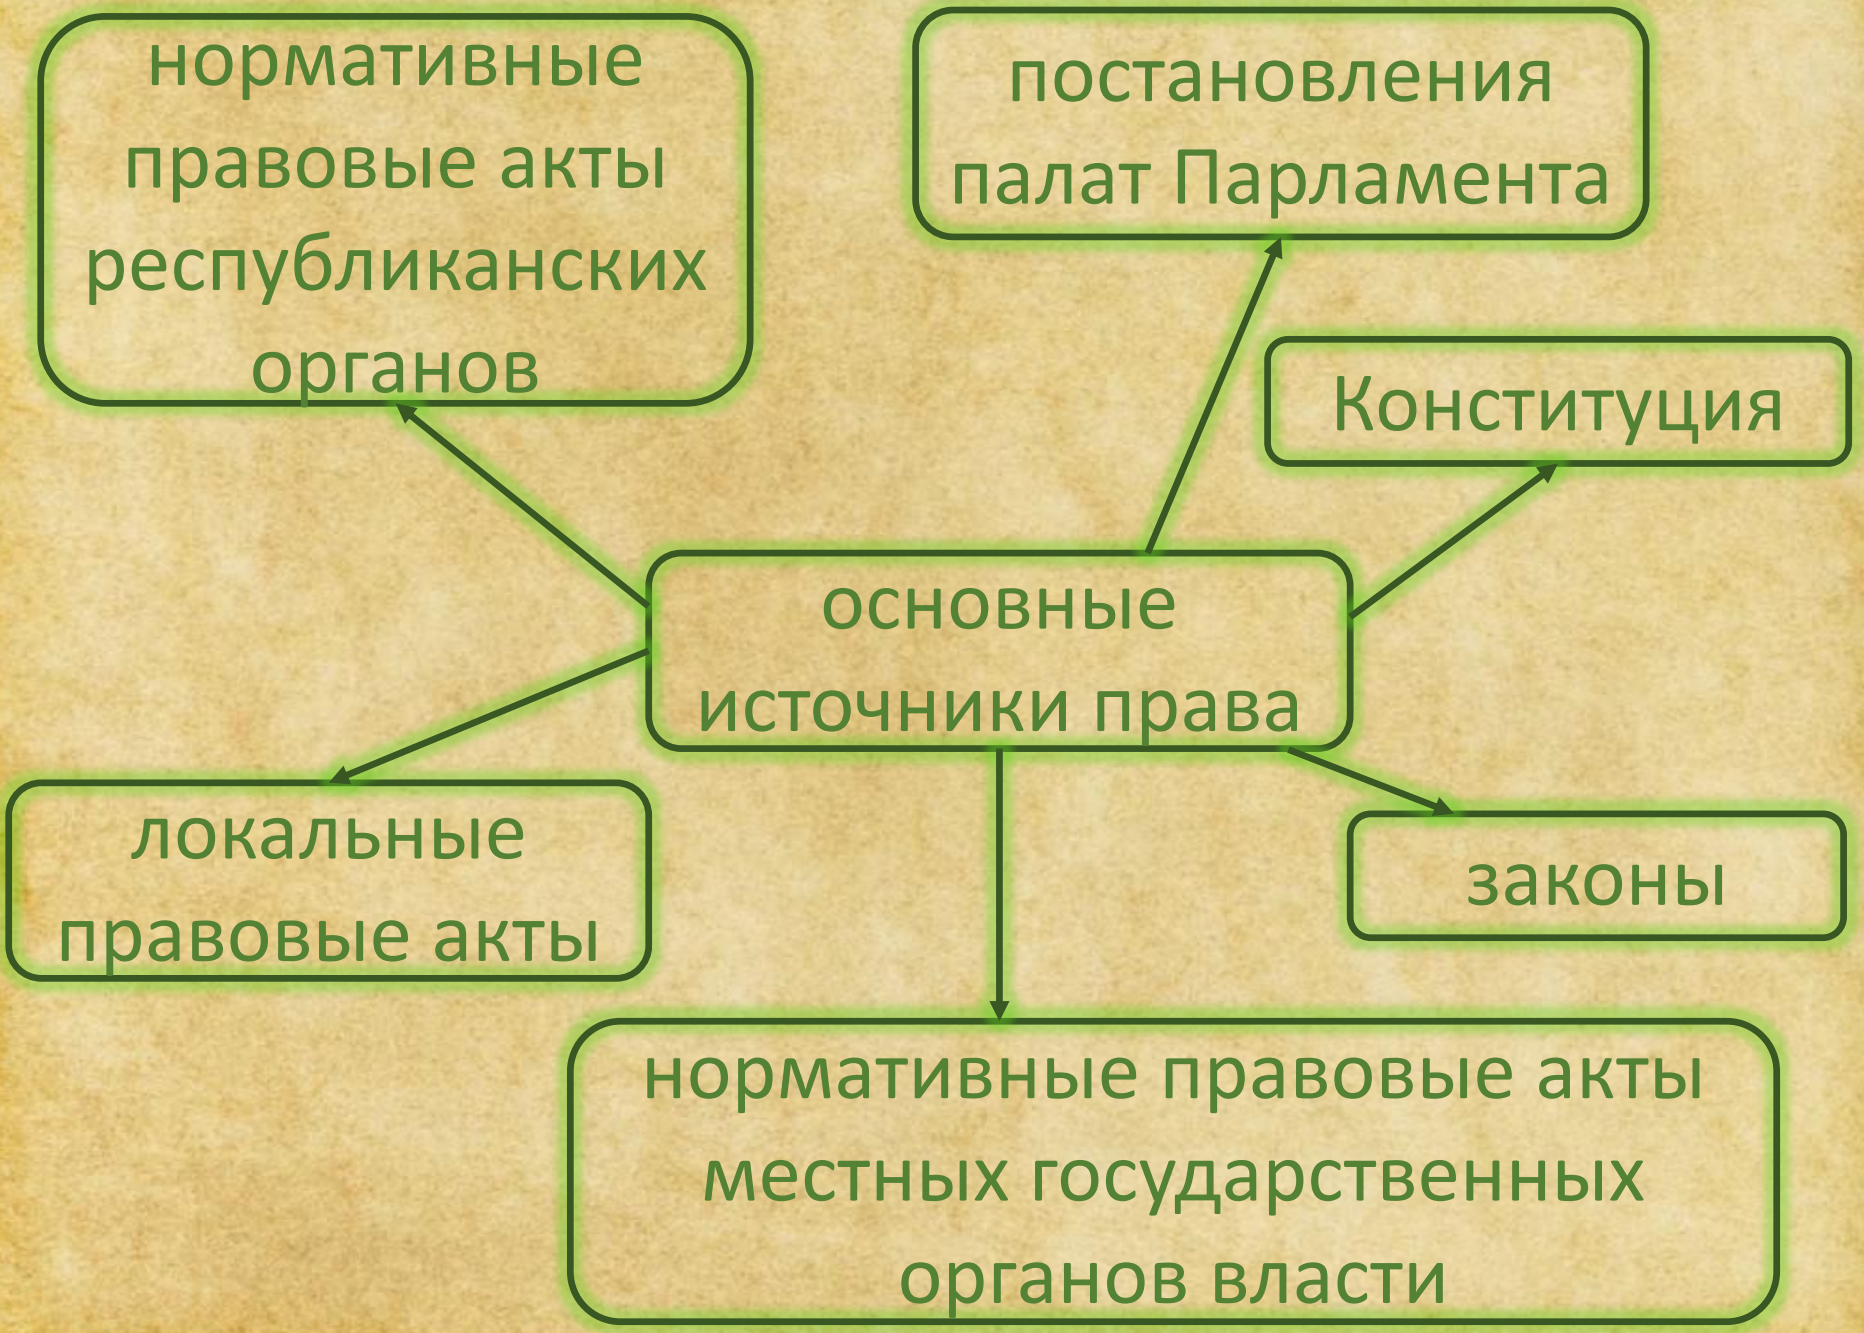 нормативные
правовые акты
республиканских
органов
постановления
палат Парламента
Конституция
основные
источники права
локальные
правовые акты
законы
нормативные правовые акты
местных государственных
органов власти